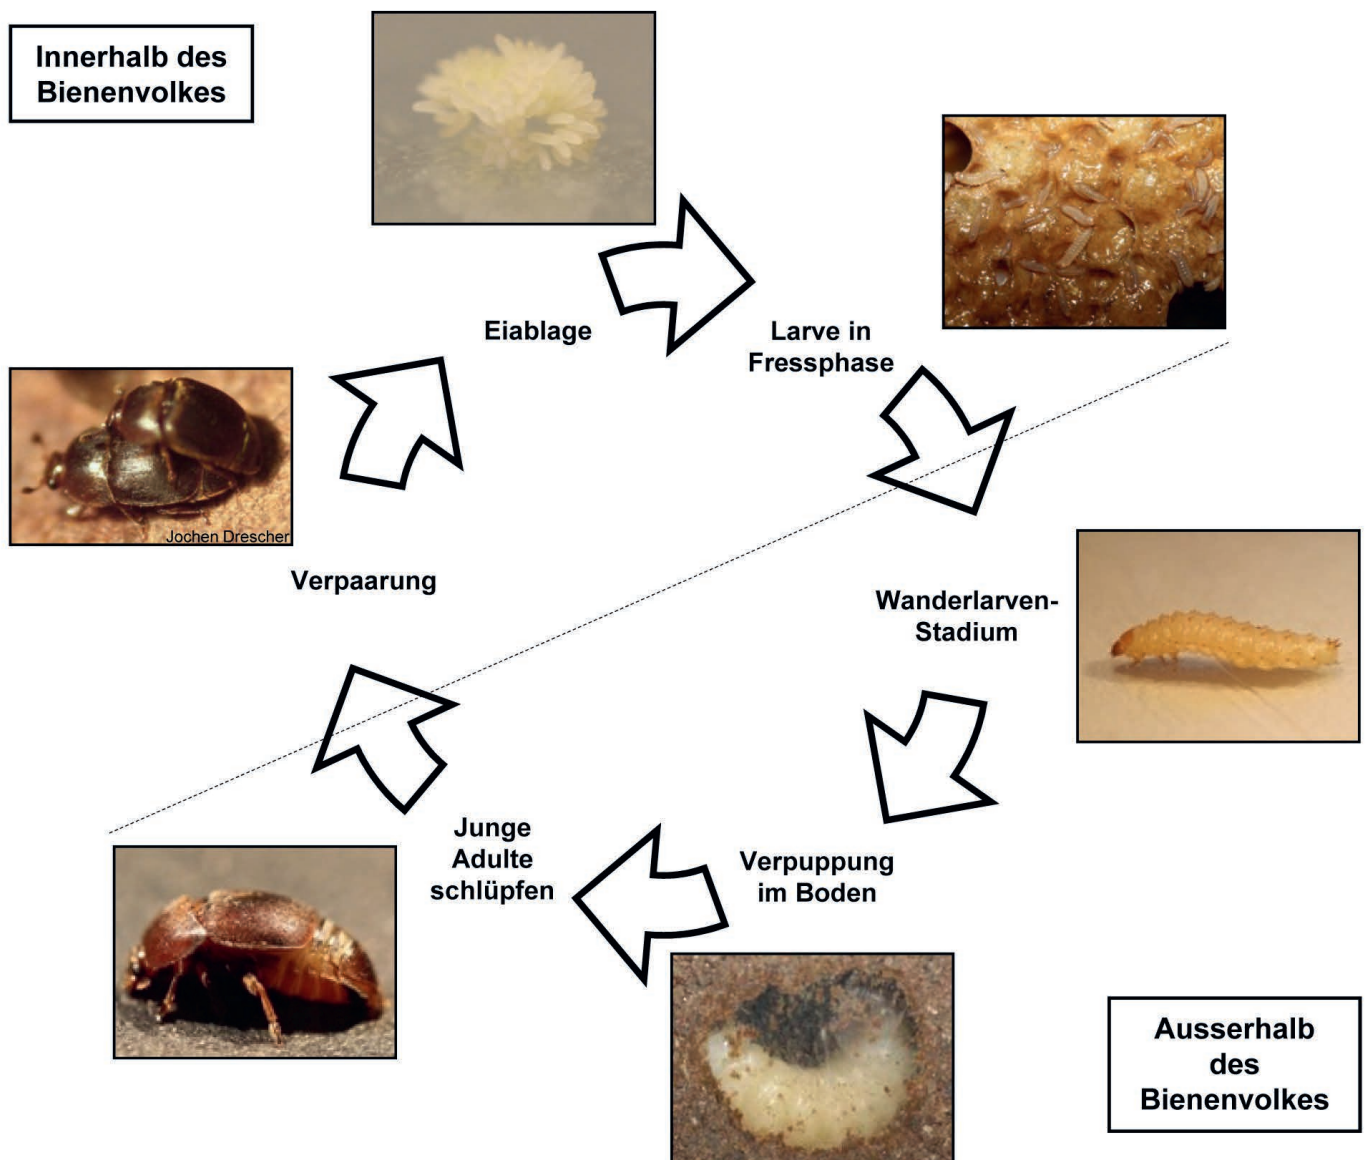 Innerhalb des
Bienenvolkes
Eiablage
Larve in
Fressphase
Jochen Drescher
Verpaarung
Wanderlarven-
Stadium
Junge
Adulte
schlüpfen
Verpuppung
im Boden
Ausserhalb
des
Bienenvolkes